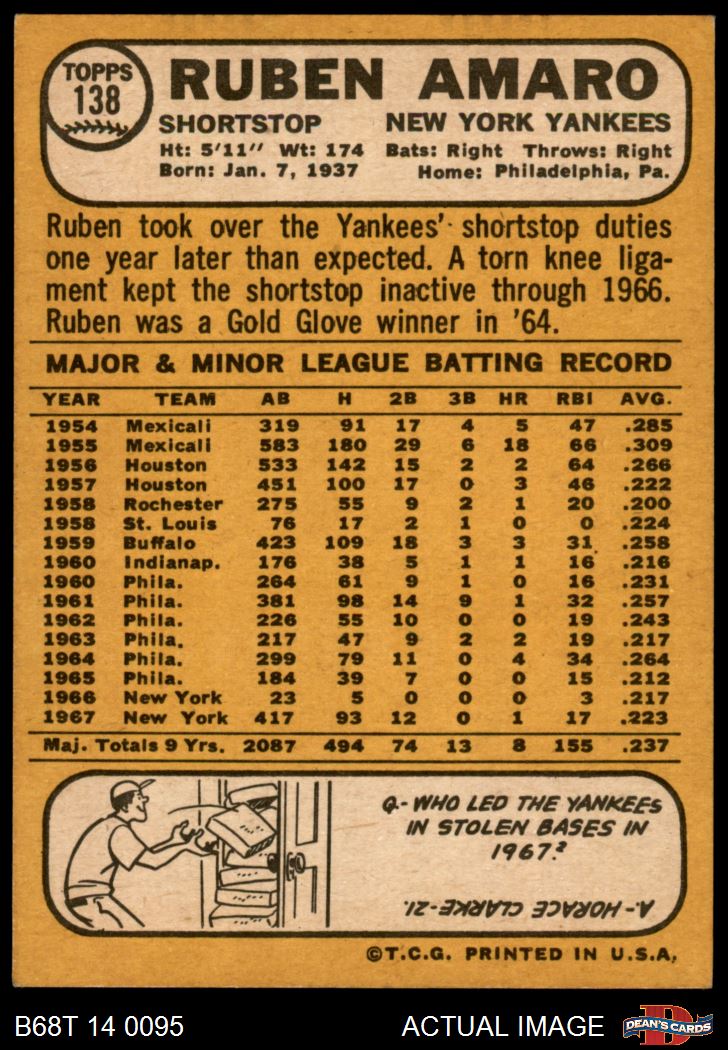 TOPPS
138
RUBEN AMARO
SHORTSTOP NEW YORK YANKEES
Ht: 5'11" Wt: 174 Bats: Right Throws: Right
Born: Jan. 7, 1937 Home: Philadelphia, Pa.
Ruben took over the Yankees' shortstop duties
one year later than expected. A torn knee liga-
ment kept the shortstop inactive through 1966.
Ruben was a Gold Glove winner in '64.
MAJOR & MINOR LEAGUE BATTING RECORD
YEAR TEAM AB H 2B 3B HR RBI AVG.
1954 Mexicali 319 91 17 4 5 47 .285
1955 Mexicali 583 180 29 6 18 66 .309
1956 Houston 533 142 15 2 2 64 .266
1957 Houston 451 100 17 0 3 46 .222
1958 Rochester 275 55 9 2 1 20 .200
1958 St. Louis 76 17 2 1 0 0 .224
1959 Buffalo 423 109 18 3 3 31 .258
1960 Indianap. 176 38 5 1 1 16 .216
1960 Phila. 264 61 9 1 0 16 .231
1961 Phila. 381 98 14 9 1 32 .257
1962 Phila. 226 55 10 0 0 19 .243
1963 Phila. 217 47 9 2 2 19 .217
1964 Phila. 299 79 11 0 4 34 .264
1965 Phila. 184 39 7 0 0 15 .212
1966 New York 23 5 0 0 0 3 .217
1967 New York 417 93 12 0 1 17 .223
Maj. Totals 9 Yrs. 2087 494 74 13 8 155 .237
Q.- WHO LED THE YANKEES
IN STOLEN BASES IN
1967?
A.- HORACE CLARKE-21.
©T.C.G. PRINTED IN U.S.A.
B68T 14 0095 ACTUAL IMAGE
D
DEAN'S CARDS